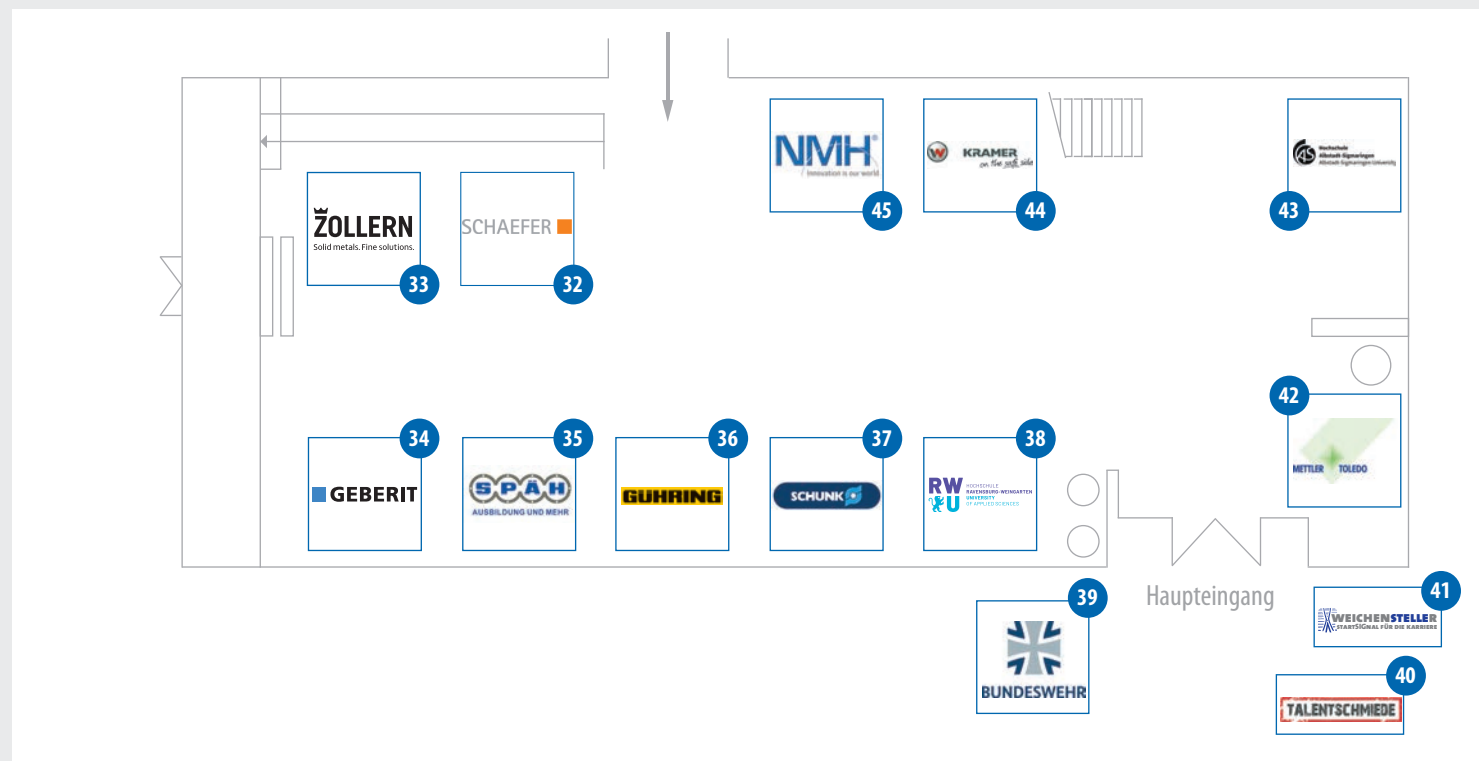 NMH®
Innovation is our world
45
KRAMER
on the safe side
44
Hochschule
Albstadt-Sigmaringen
Albstadt-Sigmaringen University
43
ZOLLERN
Solid metals. Fine solutions.
33
SCHAEFER
32
42
METTLER TOLEDO
34
GEBERIT
35
SPÄH
AUSBILDUNG UND MEHR
36
GUHRING
37
SCHUNK
38
RW
U
HOCHSCHULE
RAVENSBURG-WEINGARTEN
UNIVERSITY
OF APPLIED SCIENCES
39
BUNDESWEHR
Haupteingang
41
WEICHENSTELLER
STARTSIGNAL FÜR DIE KARRIERE
40
TALENTSCHMIEDE